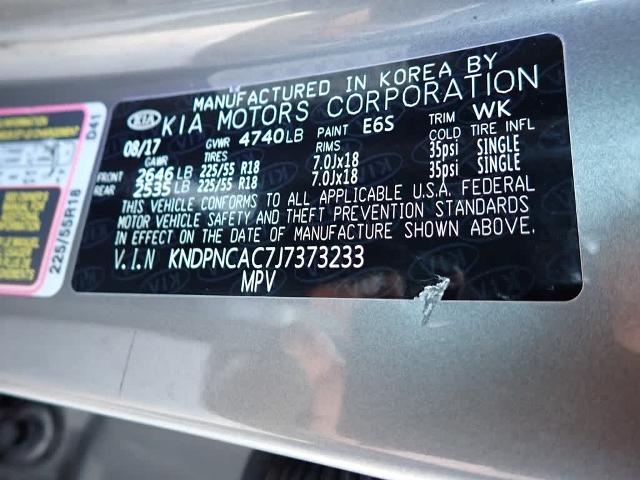 MANUFACTURED IN KOREA BY
KIA KIA MOTORS CORPORATION
08/17 GVWR 4740LB PAINT E6S TRIM WK
GAWR TIRES RIMS COLD TIRE INFL
FRONT 2646LB 225/55 R18 7.0Jx18 35psi SINGLE
REAR 2535LB 225/55 R18 7.0Jx18 35psi SINGLE
THIS VEHICLE CONFORMS TO ALL APPLICABLE U.S.A. FEDERAL
MOTOR VEHICLE SAFETY AND THEFT PREVENTION STANDARDS
IN EFFECT ON THE DATE OF MANUFACTURE SHOWN ABOVE.
V.I.N KNDPNCAC7J7373233
MPV
D41
225/55R18